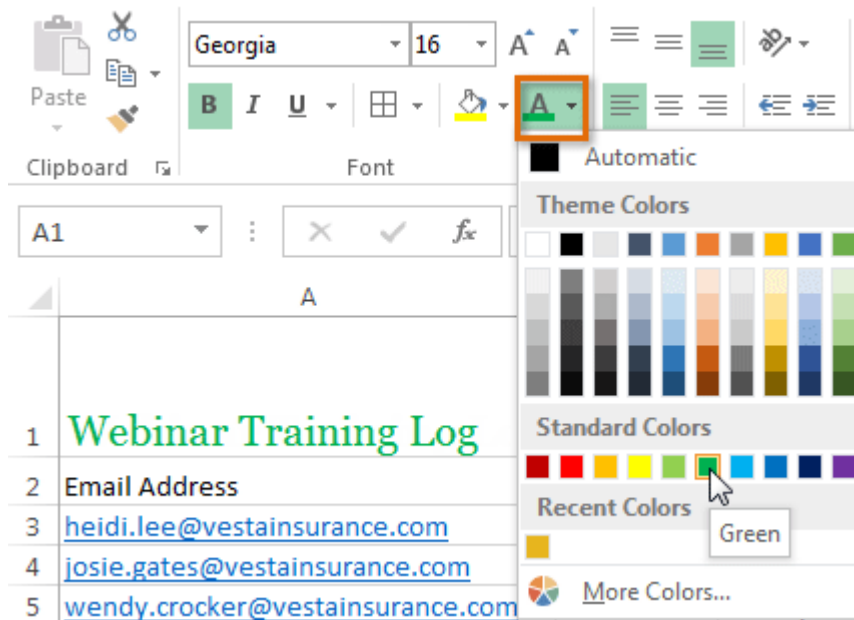 Georgia 16 A A
Paste
B I U A
Clipboard Font
Automatic
Theme Colors
A1 fx
A
Standard Colors
1 Webinar Training Log
2 Email Address
Recent Colors
3 heidi.lee@vestainsurance.com
Green
4 josie.gates@vestainsurance.com
More Colors...
5 wendy.crocker@vestainsurance.com